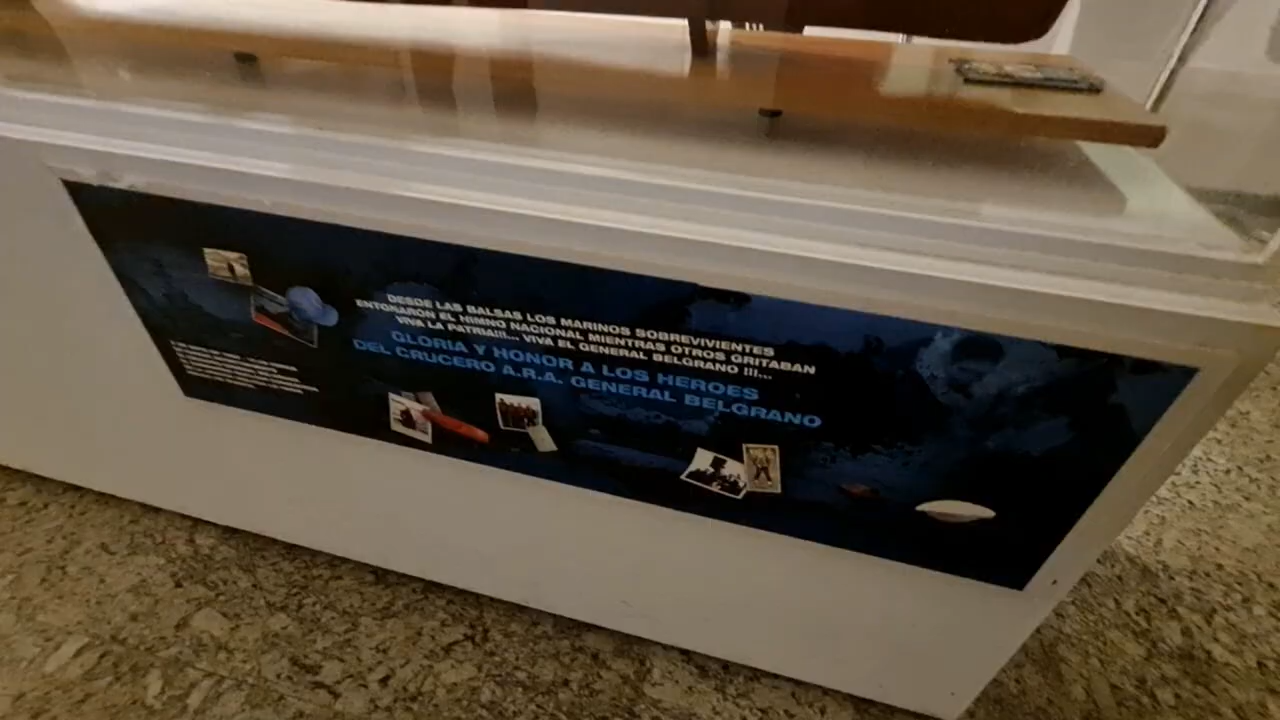 DESDE LAS BALSAS LOS MARINOS SOBREVIVIENTES
ENTONARON EL HIMNO NACIONAL MIENTRAS OTROS GRITABAN
VIVA LA PATRIA!!!... VIVA EL GENERAL BELGRANO !!!...
GLORIA Y HONOR A LOS HEROES
DEL CRUCERO A.R.A. GENERAL BELGRANO